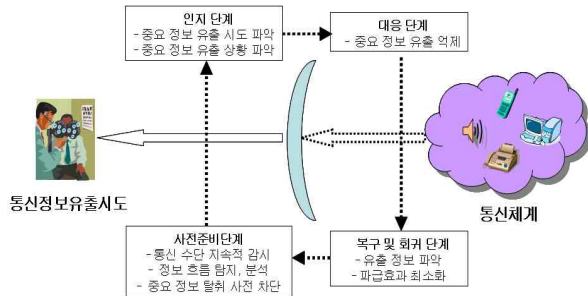 인지 단계
- 중요 정보 유출 시도 파악
- 중요 정보 유출 상황 파악
대응 단계
- 중요 정보 유출 억제
통신정보유출시도
통신체계
사전준비단계
-통신 수단 지속적 감시
- 정보 흐름 탐지, 분석
- 중요 정보 탈취 사전 차단
복구 및 회귀 단계
- 유출 정보 파악
- 파급효과 최소화